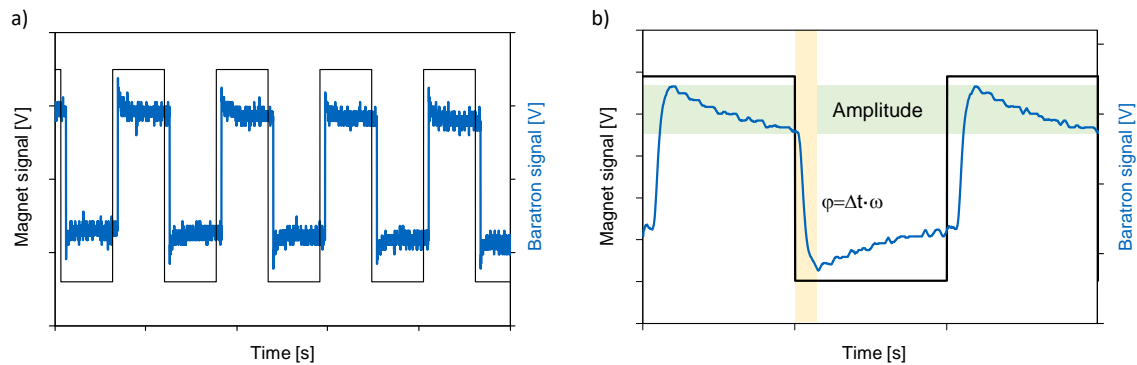 a)
Magnet signal [V]
Baratron signal [V]
Time [s]
b)
Magnet signal [V]
Amplitude
φ=Δt·ω
Baratron signal [V]
Time [s]